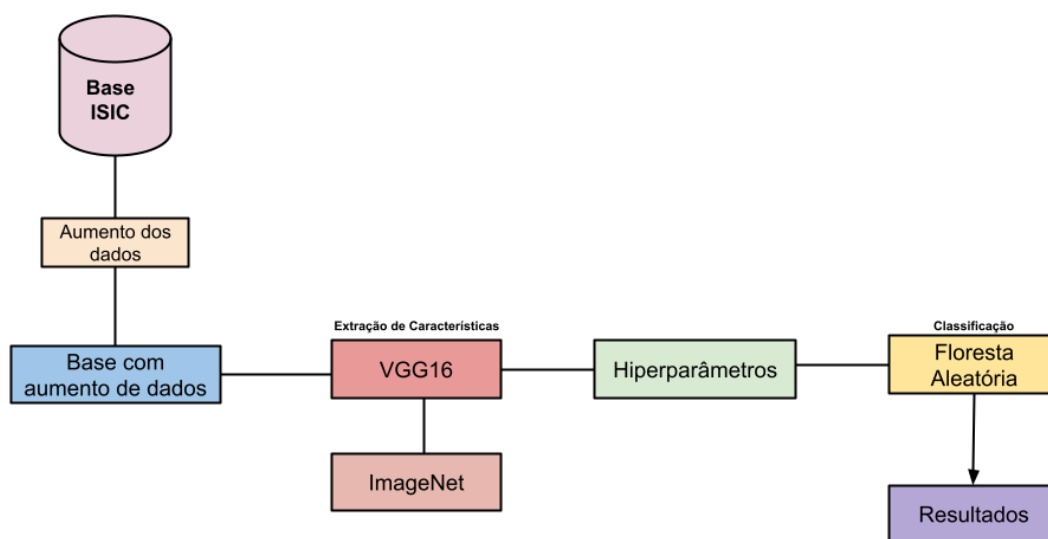 Base
ISIC
Aumento dos
dados
Extração de Características
Classificação
Base com
aumento de dados
VGG16
Hiperparâmetros
Floresta
Aleatória
ImageNet
Resultados